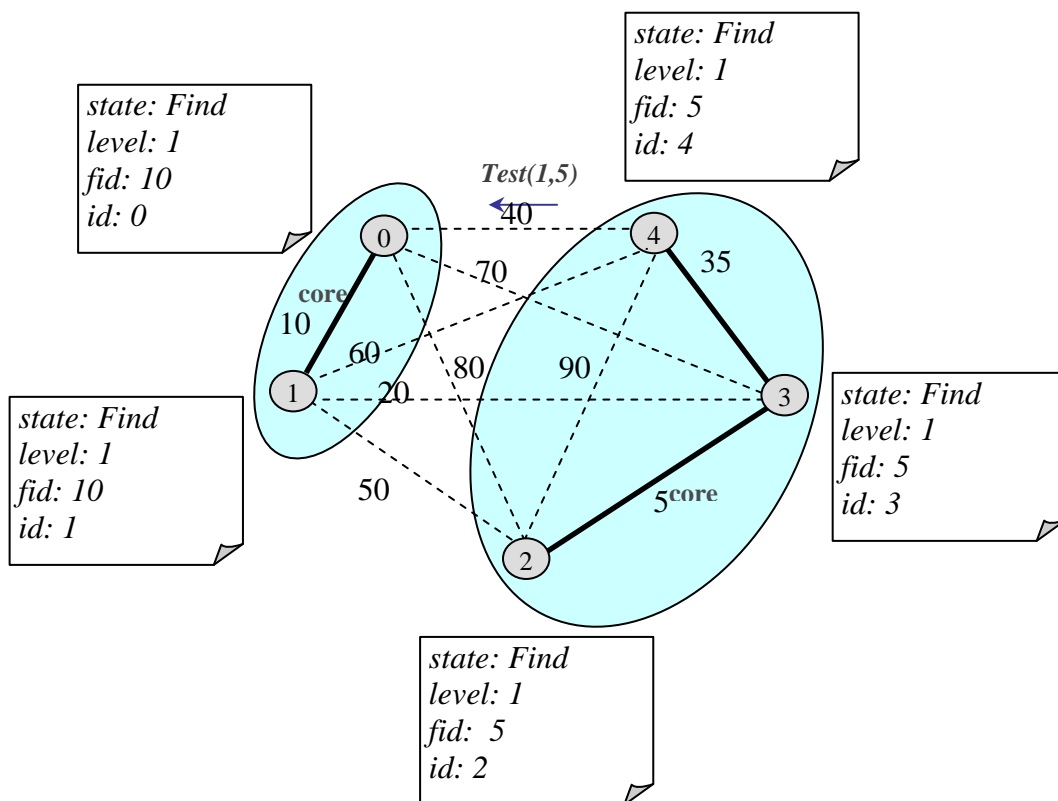 state: Find
level: 1
fid: 5
id: 4
state: Find
level: 1
fid: 10
id: 0
Test(1,5)
40
0
4
70
35
core
10
60
80
90
1
20
3
state: Find
level: 1
fid: 5
id: 3
state: Find
level: 1
fid: 10
id: 1
50
5
core
2
state: Find
level: 1
fid: 5
id: 2